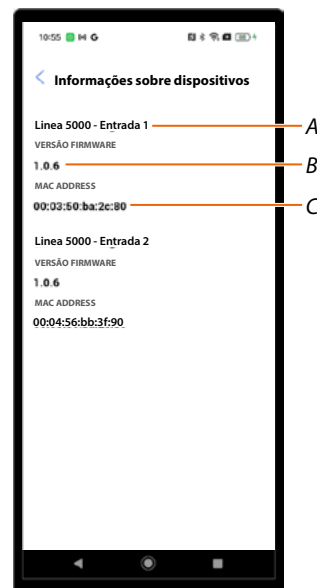 10:55
Informações sobre dispositivos
Linea 5000 - Entrada 1
A
VERSÃO FIRMWARE
1.0.6
B
MAC ADDRESS
00:03:50:ba:2c:80
C
Linea 5000 - Entrada 2
VERSÃO FIRMWARE
1.0.6
MAC ADDRESS
00:04:56:bb:3f:90